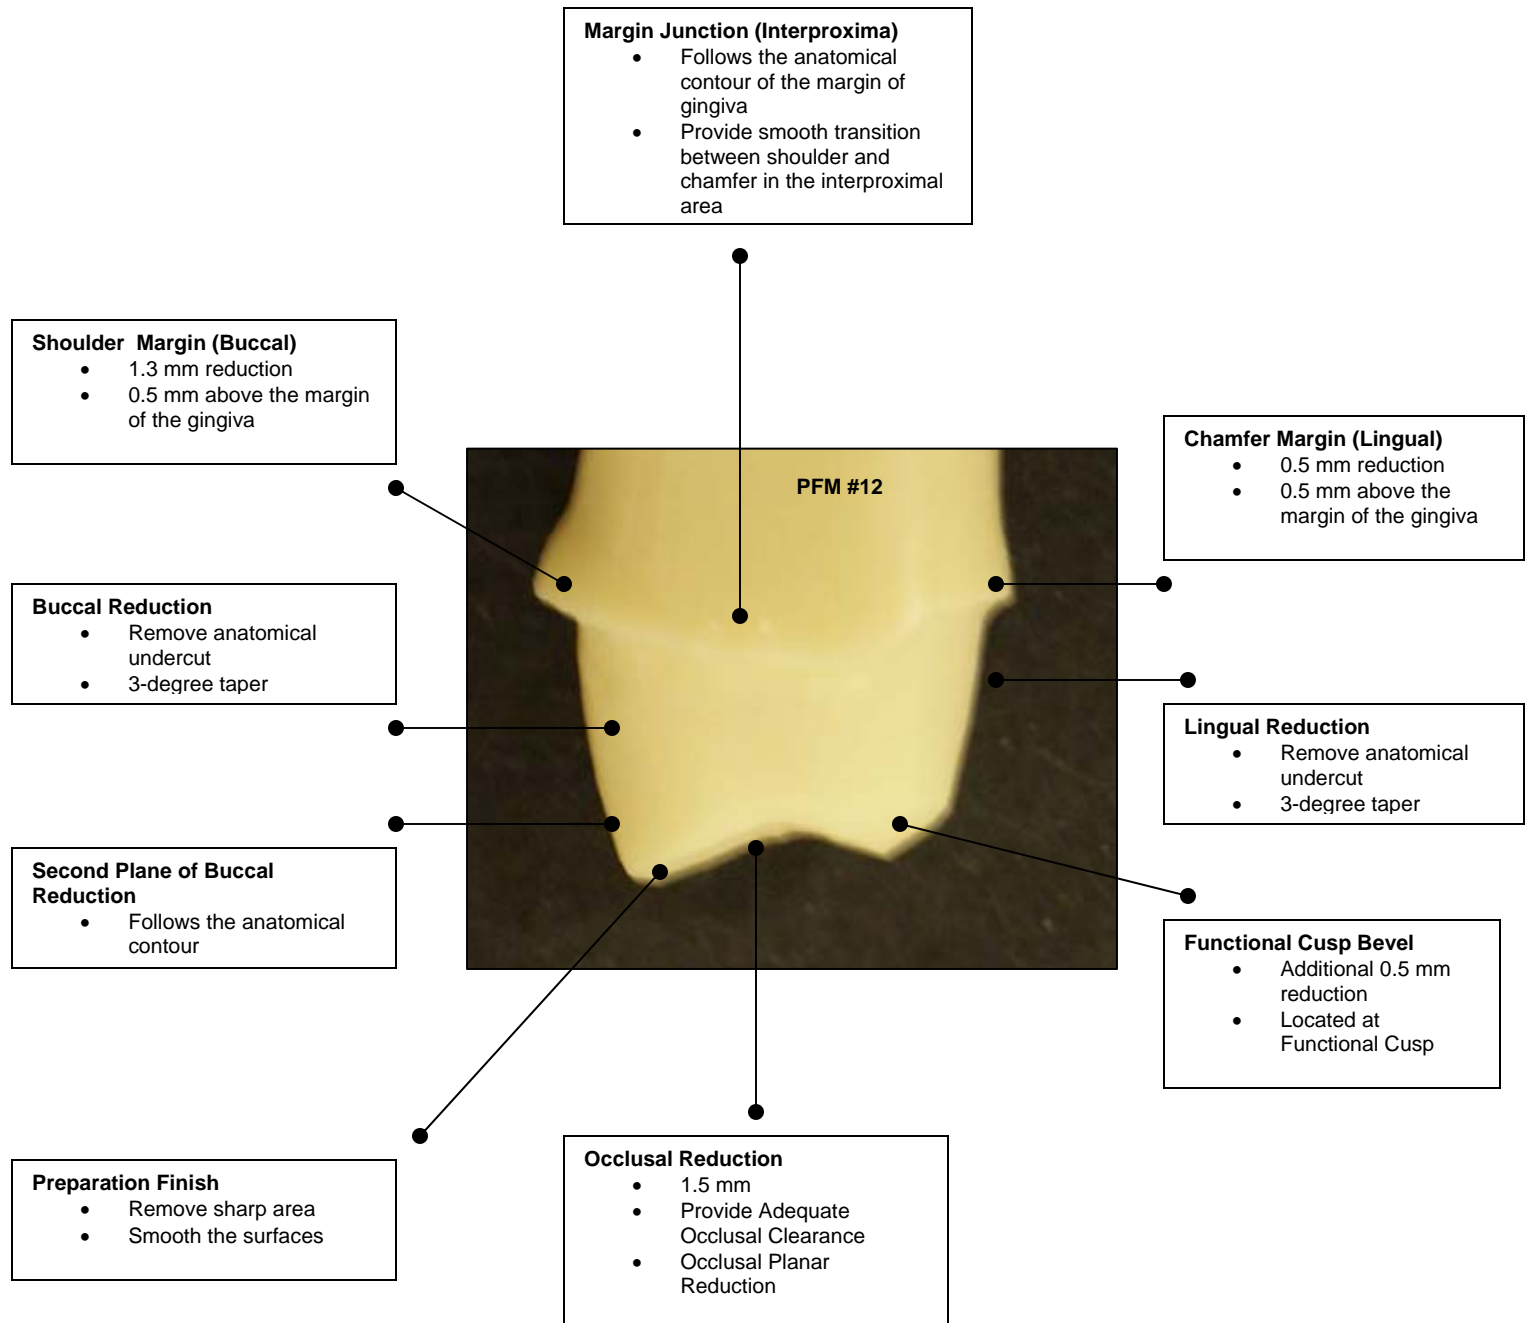 Margin Junction (Interproxima)
• Follows the anatomical
contour of the margin of
gingiva
• Provide smooth transition
between shoulder and
chamfer in the interproximal
area
Shoulder Margin (Buccal)
• 1.3 mm reduction
• 0.5 mm above the margin
of the gingiva
PFM #12
Chamfer Margin (Lingual)
• 0.5 mm reduction
• 0.5 mm above the
margin of the gingiva
Buccal Reduction
• Remove anatomical
undercut
• 3-degree taper
Lingual Reduction
• Remove anatomical
undercut
• 3-degree taper
Second Plane of Buccal
Reduction
• Follows the anatomical
contour
Functional Cusp Bevel
• Additional 0.5 mm
reduction
• Located at
Functional Cusp
Preparation Finish
• Remove sharp area
• Smooth the surfaces
Occlusal Reduction
• 1.5 mm
• Provide Adequate
Occlusal Clearance
• Occlusal Planar
Reduction